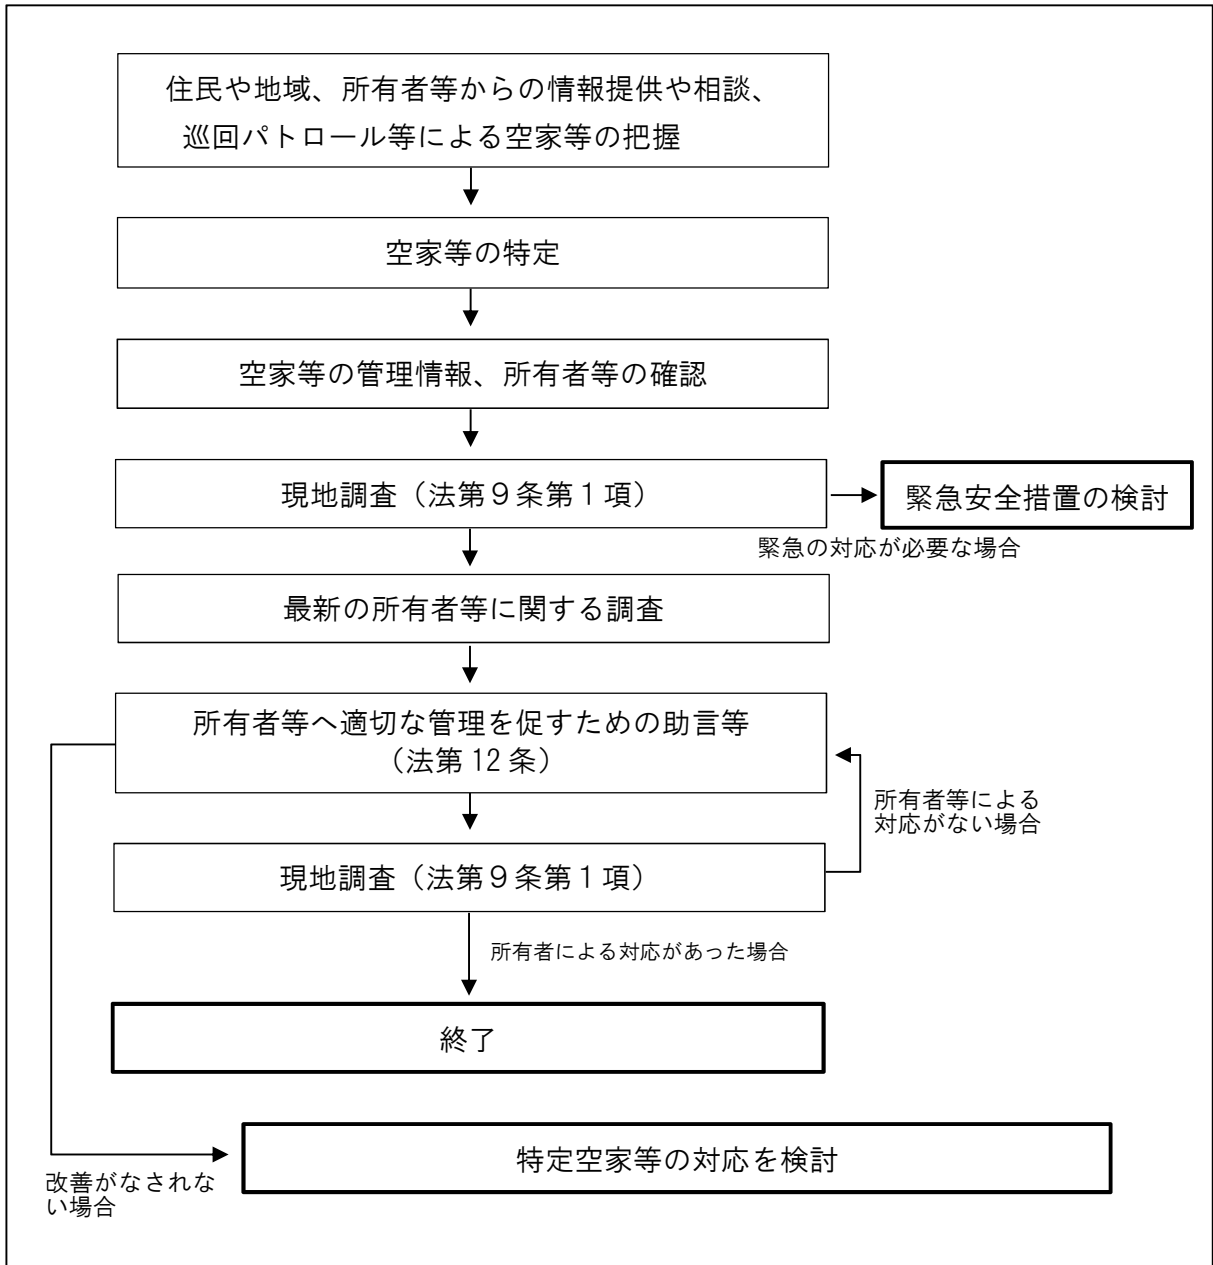 住民や地域、所有者等からの情報提供や相談、
巡回パトロール等による空家等の把握
空家等の特定
空家等の管理情報、所有者等の確認
現地調査（法第９条第１項）
緊急安全措置の検討
緊急の対応が必要な場合
最新の所有者等に関する調査
所有者等へ適切な管理を促すための助言等
（法第 12 条）
所有者等による
対応がない場合
現地調査（法第９条第１項）
所有者による対応があった場合
終了
特定空家等の対応を検討
改善がなされな
い場合